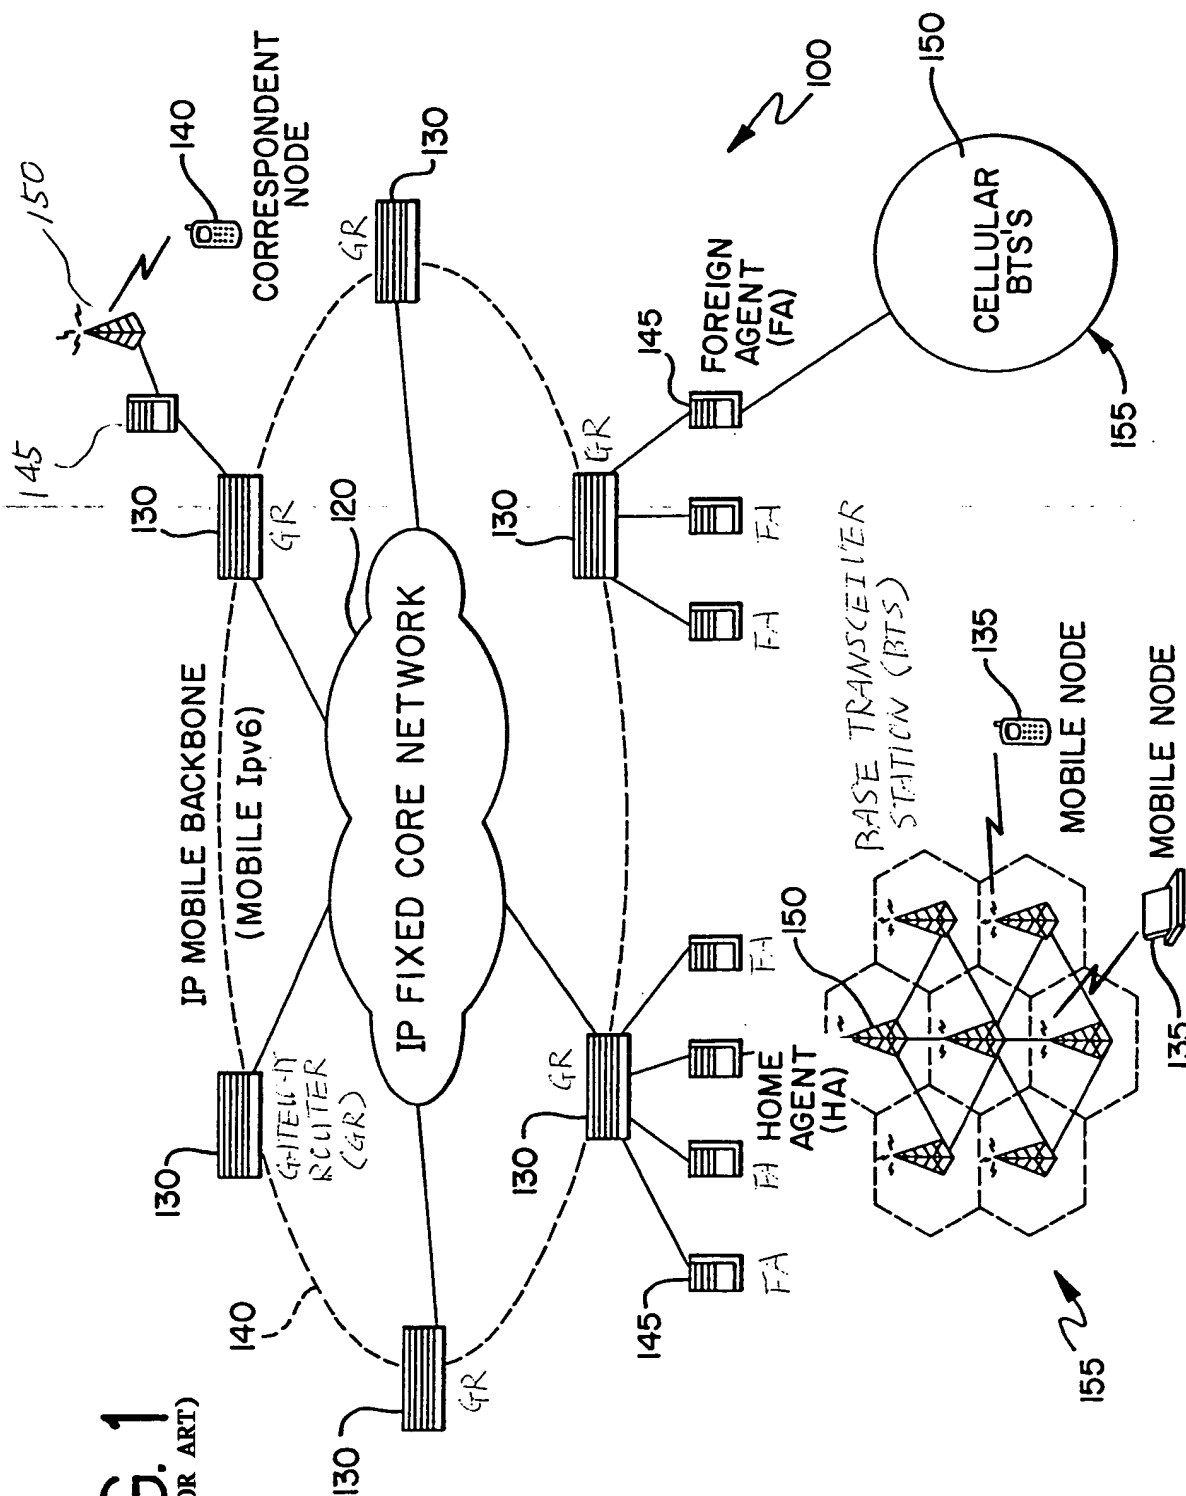 G. 1
OR ART)
145
150
130
130
140
CORRESPONDENT
NODE
IP MOBILE BACKBONE
(MOBILE Ipv6)
140
GATEWAY
ROUTER
(GR)
GR
120
130
GR
130
GR
IP FIXED CORE NETWORK
130
GR
130
GR
145
145
FOREIGN
AGENT
(FA)
100
FA
FA
FA
FA
FA
HOME
AGENT
(HA)
150
BASE TRANSCEIVER
STATION (BTS)
150
CELLULAR
BTS'S
135
MOBILE NODE
155
155
MOBILE NODE
135